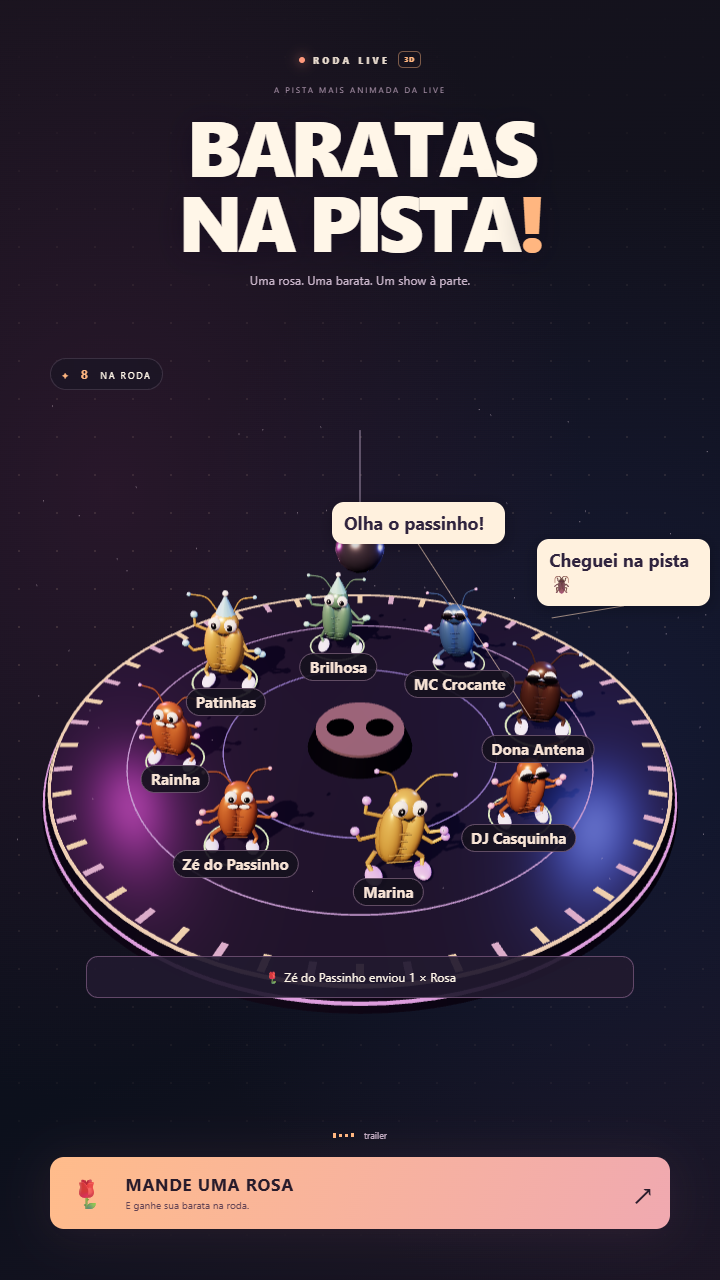 RODA LIVE 3D
A PISTA MAIS ANIMADA DA LIVE
BARATAS
NA PISTA!
Uma rosa. Uma barata. Um show à parte.
8 NA RODA
Olha o passinho!
Cheguei na pista
Brilhosa
MC Crocante
Patinhas
Dona Antena
Rainha
DJ Casquinha
Zé do Passinho
Marina
Zé do Passinho enviou 1 × Rosa
trailer
MANDE UMA ROSA
E ganhe sua barata na roda.